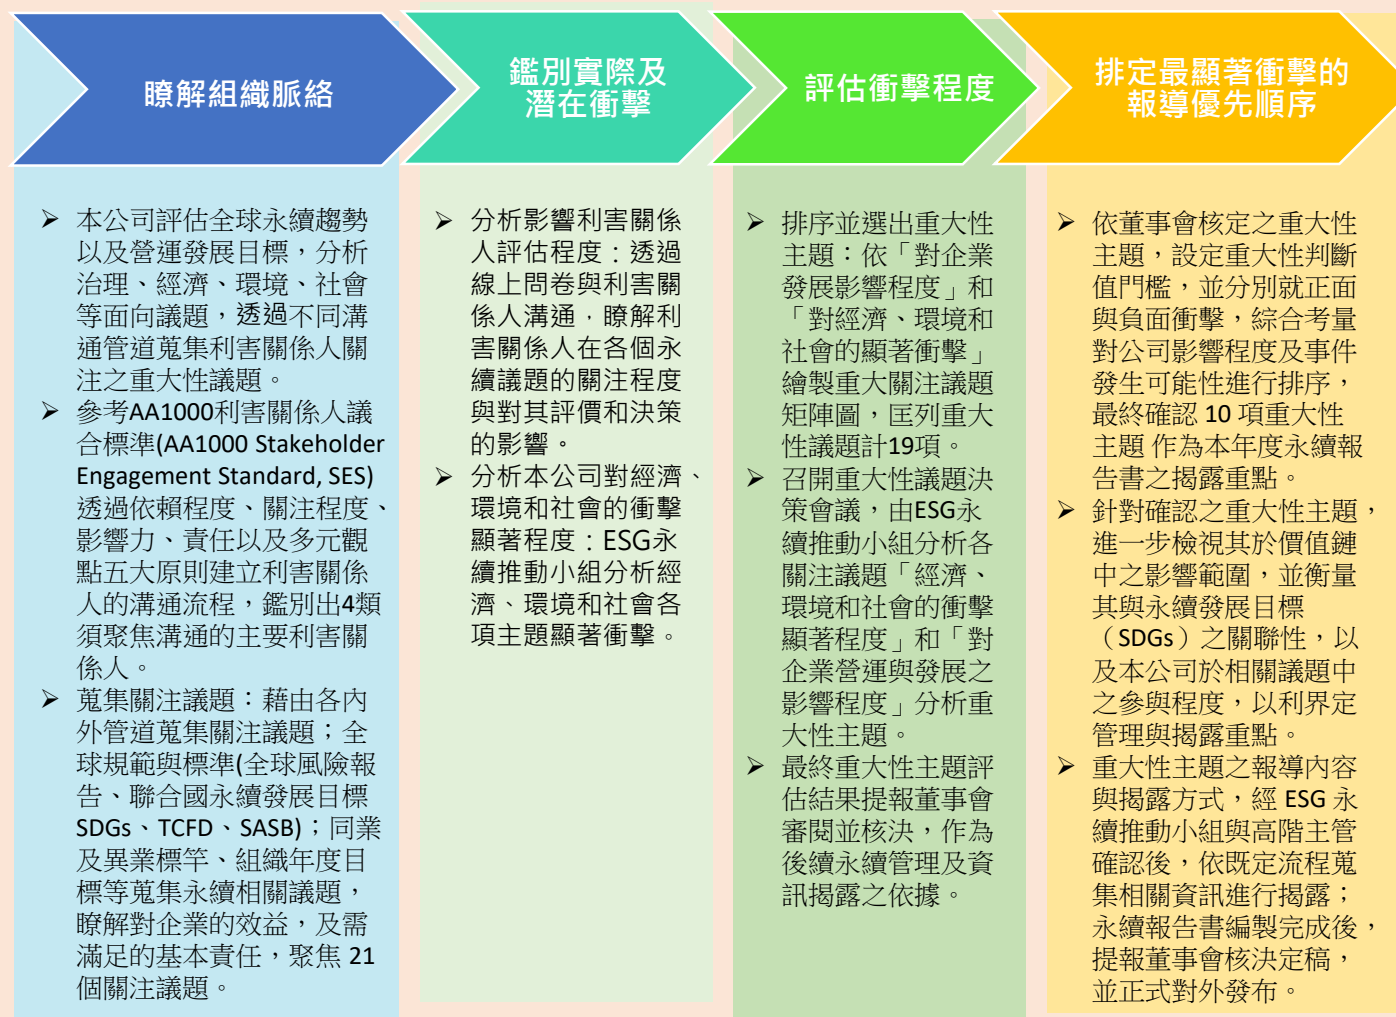 瞭解組織脈絡
鑑別實際及
潛在衝擊
評估衝擊程度
排定最顯著衝擊的
報導優先順序
➢ 本公司評估全球永續趨勢
以及營運發展目標，分析
治理、經濟、環境、社會
等面向議題，透過不同溝
通管道蒐集利害關係人關
注之重大性議題。
➢ 參考AA1000利害關係人議
合標準(AA1000 Stakeholder
Engagement Standard, SES)
透過依賴程度、關注程度、
影響力、責任以及多元觀
點五大原則建立利害關係
人的溝通流程，鑑別出4類
須聚焦溝通的主要利害關
係人。
➢ 蒐集關注議題：藉由各內
外管道蒐集關注議題；全
球規範與標準(全球風險報
告、聯合國永續發展目標
SDGs、TCFD、SASB)；同業
及異業標竿、組織年度目
標等蒐集永續相關議題，
瞭解對企業的效益，及需
滿足的基本責任，聚焦 21
個關注議題。
➢ 分析影響利害關係
人評估程度：透過
線上問卷與利害關
係人溝通，瞭解利
害關係人在各個永
續議題的關注程度
與對其評價和決策
的影響。
➢ 分析本公司對經濟、
環境和社會的衝擊
顯著程度：ESG永
續推動小組分析經
濟、環境和社會各
項主題顯著衝擊。
➢ 排序並選出重大性
主題：依「對企業
發展影響程度」和
「對經濟、環境和
社會的顯著衝擊」
繪製重大關注議題
矩陣圖，匡列重大
性議題計19項。
➢ 召開重大性議題決
策會議，由ESG永
續推動小組分析各
關注議題「經濟、
環境和社會的衝擊
顯著程度」和「對
企業營運與發展之
影響程度」分析重
大性主題。
➢ 最終重大性主題評
估結果提報董事會
審閱並核決，作為
後續永續管理及資
訊揭露之依據。
➢ 依董事會核定之重大性
主題，設定重大性判斷
值門檻，並分別就正面
與負面衝擊，綜合考量
對公司影響程度及事件
發生可能性進行排序，
最終確認 10 項重大性
主題 作為本年度永續報
告書之揭露重點。
➢ 針對確認之重大性主題，
進一步檢視其於價值鏈
中之影響範圍，並衡量
其與永續發展目標
（SDGs）之關聯性，以
及本公司於相關議題中
之參與程度，以利界定
管理與揭露重點。
➢ 重大性主題之報導內容
與揭露方式，經 ESG 永
續推動小組與高階主管
確認後，依既定流程蒐
集相關資訊進行揭露；
永續報告書編製完成後，
提報董事會核決定稿，
並正式對外發布。